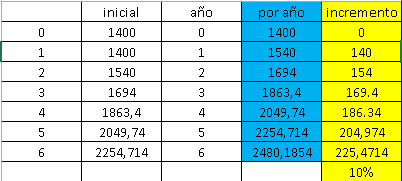 inicial año por año incremento
0 1400 0 1400 0
1 1400 1 1540 140
2 1540 2 1694 154
3 1694 3 1863,4 169.4
4 1863,4 4 2049,74 186.34
5 2049,74 5 2254,714 204,974
6 2254,714 6 2480,1854 225,4714
10%